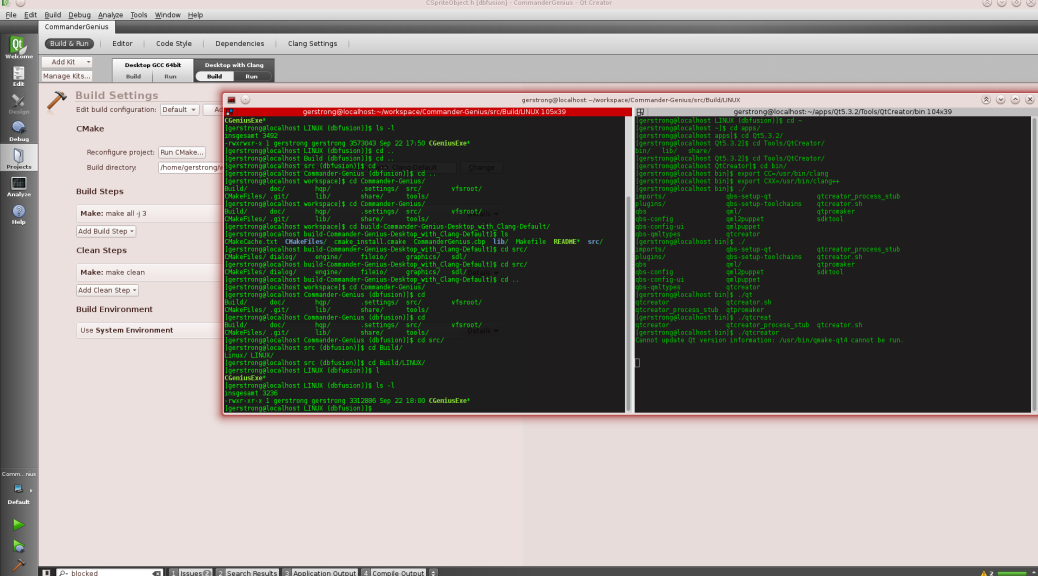 CSpriteObject.h [dbfusion] - CommanderGenius - Qt Creator
File Edit Build Debug Analyze Tools Window Help
CommanderGenius
Build & Run Editor Code Style Dependencies Clang Settings
Add Kit Desktop GCC 64bit Desktop with Clang
Manage Kits... Build Run Build Run
Welcome
Edit
Design
Debug
Projects
Analyze
Help
Build Settings
Edit build configuration: Default
CMake
Reconfigure project: Run CMake...
Build directory: /home/gerstrong/
Build Steps
Make: make all -j 3
Add Build Step
Clean Steps
Make: make clean
Add Clean Step
Build Environment
Use System Environment
gerstrong@localhost:~/workspace/Commander-Genius/src/Build/LINUX
gerstrong@localhost:~/workspace/Commander-Genius/src/Build/LINUX 105x39
CGeniusExe*
[gerstrong@localhost LINUX (dbfusion)]$ ls -l
insgesamt 3492
-rwxrwxr-x 1 gerstrong gerstrong 3573043 Sep 22 17:50 CGeniusExe*
[gerstrong@localhost LINUX (dbfusion)]$ cd ..
[gerstrong@localhost Build (dbfusion)]$ cd ..
[gerstrong@localhost src (dbfusion)]$ cd ..
[gerstrong@localhost Commander-Genius (dbfusion)]$ cd ..
[gerstrong@localhost workspace]$ cd Commander-Genius/
Build/ doc/ hqp/ .settings/ src/ vfsroot/
CMakeFiles/ .git/ lib/ share/ tools/
[gerstrong@localhost workspace]$ cd Commander-Genius/
Build/ doc/ hqp/ .settings/ src/ vfsroot/
CMakeFiles/ .git/ lib/ share/ tools/
[gerstrong@localhost workspace]$ cd build-Commander-Genius-Desktop_with_Clang-Default/
[gerstrong@localhost build-Commander-Genius-Desktop_with_Clang-Default]$ ls
CMakeCache.txt CMakeFiles/ cmake_install.cmake CommanderGenius.cbp lib/ Makefile README* src/
[gerstrong@localhost build-Commander-Genius-Desktop_with_Clang-Default]$ cd src/
CMakeFiles/ dialog/ engine/ fileio/ graphics/ sdl/
[gerstrong@localhost build-Commander-Genius-Desktop_with_Clang-Default]$ cd src/
CMakeFiles/ dialog/ engine/ fileio/ graphics/ sdl/
[gerstrong@localhost build-Commander-Genius-Desktop_with_Clang-Default]$ cd ..
[gerstrong@localhost workspace]$ cd Commander-Genius/
[gerstrong@localhost Commander-Genius (dbfusion)]$ cd
Build/ doc/ hqp/ .settings/ src/ vfsroot/
CMakeFiles/ .git/ lib/ share/ tools/
[gerstrong@localhost Commander-Genius (dbfusion)]$ cd
Build/ doc/ hqp/ .settings/ src/ vfsroot/
CMakeFiles/ .git/ lib/ share/ tools/
[gerstrong@localhost Commander-Genius (dbfusion)]$ cd src/
[gerstrong@localhost src (dbfusion)]$ cd Build/
Linux/ LINUX/
[gerstrong@localhost src (dbfusion)]$ cd Build/LINUX/
[gerstrong@localhost LINUX (dbfusion)]$ l
CGeniusExe*
[gerstrong@localhost LINUX (dbfusion)]$ ls -l
insgesamt 3236
-rwxr-xr-x 1 gerstrong gerstrong 3312080 Sep 22 18:00 CGeniusExe*
[gerstrong@localhost LINUX (dbfusion)]$
gerstrong@localhost:~/apps/Qt5.3.2/Tools/QtCreator/bin 104x39
[gerstrong@localhost LINUX (dbfusion)]$ cd ~
[gerstrong@localhost ~]$ cd apps/
[gerstrong@localhost apps]$ cd Qt5.3.2/
[gerstrong@localhost Qt5.3.2]$ cd Tools/QtCreator/
bin/ lib/ share/
[gerstrong@localhost Qt5.3.2]$ cd Tools/QtCreator/
[gerstrong@localhost QtCreator]$ cd bin/
[gerstrong@localhost bin]$ export CC=/usr/bin/clang
[gerstrong@localhost bin]$ export CXX=/usr/bin/clang++
[gerstrong@localhost bin]$ ./
imports/ qbs-setup-qt qtcreator_process_stub
plugins/ qbs-setup-toolchains qtcreator.sh
qbs qml/ qtpromaker
qbs-config qml2puppet sdktool
qbs-config-ui qmlpuppet
qbs-qmltypes qtcreator
[gerstrong@localhost bin]$ ./
imports/ qbs-setup-qt qtcreator_process_stub
plugins/ qbs-setup-toolchains qtcreator.sh
qbs qml/ qtpromaker
qbs-config qml2puppet sdktool
qbs-config-ui qmlpuppet
qbs-qmltypes qtcreator
[gerstrong@localhost bin]$ ./qt
qtcreator qtcreator.sh
qtcreator_process_stub qtpromaker
[gerstrong@localhost bin]$ ./qtcreat
qtcreator qtcreator_process_stub qtcreator.sh
[gerstrong@localhost bin]$ ./qtcreator
Cannot update Qt version information: /usr/bin/qmake-qt4 cannot be run.
Comm...nius
Default
blocked 1 Issues 2 2 Search Results 3 Application Output 4 Compile Output 2